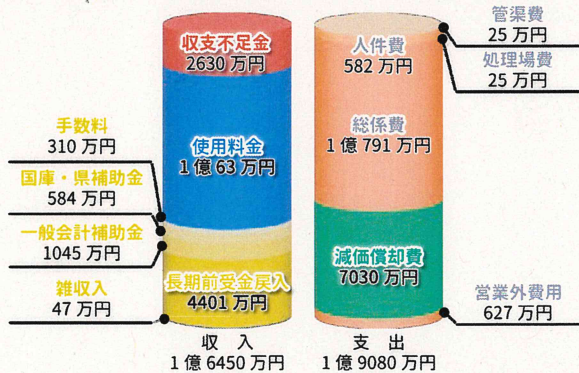 収支不足金
2630 万円
使用料金
1 億 63 万円
手数料
310 万円
国庫・県補助金
584 万円
一般会計補助金
1045 万円
長期前受金戻入
4401 万円
雑収入
47 万円
収 入
1 億 6450 万円
管渠費
25 万円
人件費
582 万円
処理場費
25 万円
総係費
1 億 791 万円
減価償却費
7030 万円
営業外費用
627 万円
支 出
1 億 9080 万円